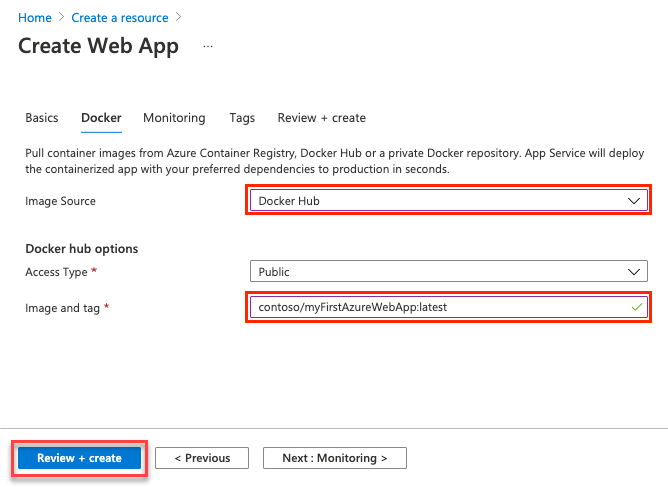 Home > Create a resource >
Create Web App ...
Basics Docker Monitoring Tags Review + create
Pull container images from Azure Container Registry, Docker Hub or a private Docker repository. App Service will deploy
the containerized app with your preferred dependencies to production in seconds.
Image Source Docker Hub
Docker hub options
Access Type * Public
Image and tag * contoso/myFirstAzureWebApp:latest
Review + create < Previous Next : Monitoring >